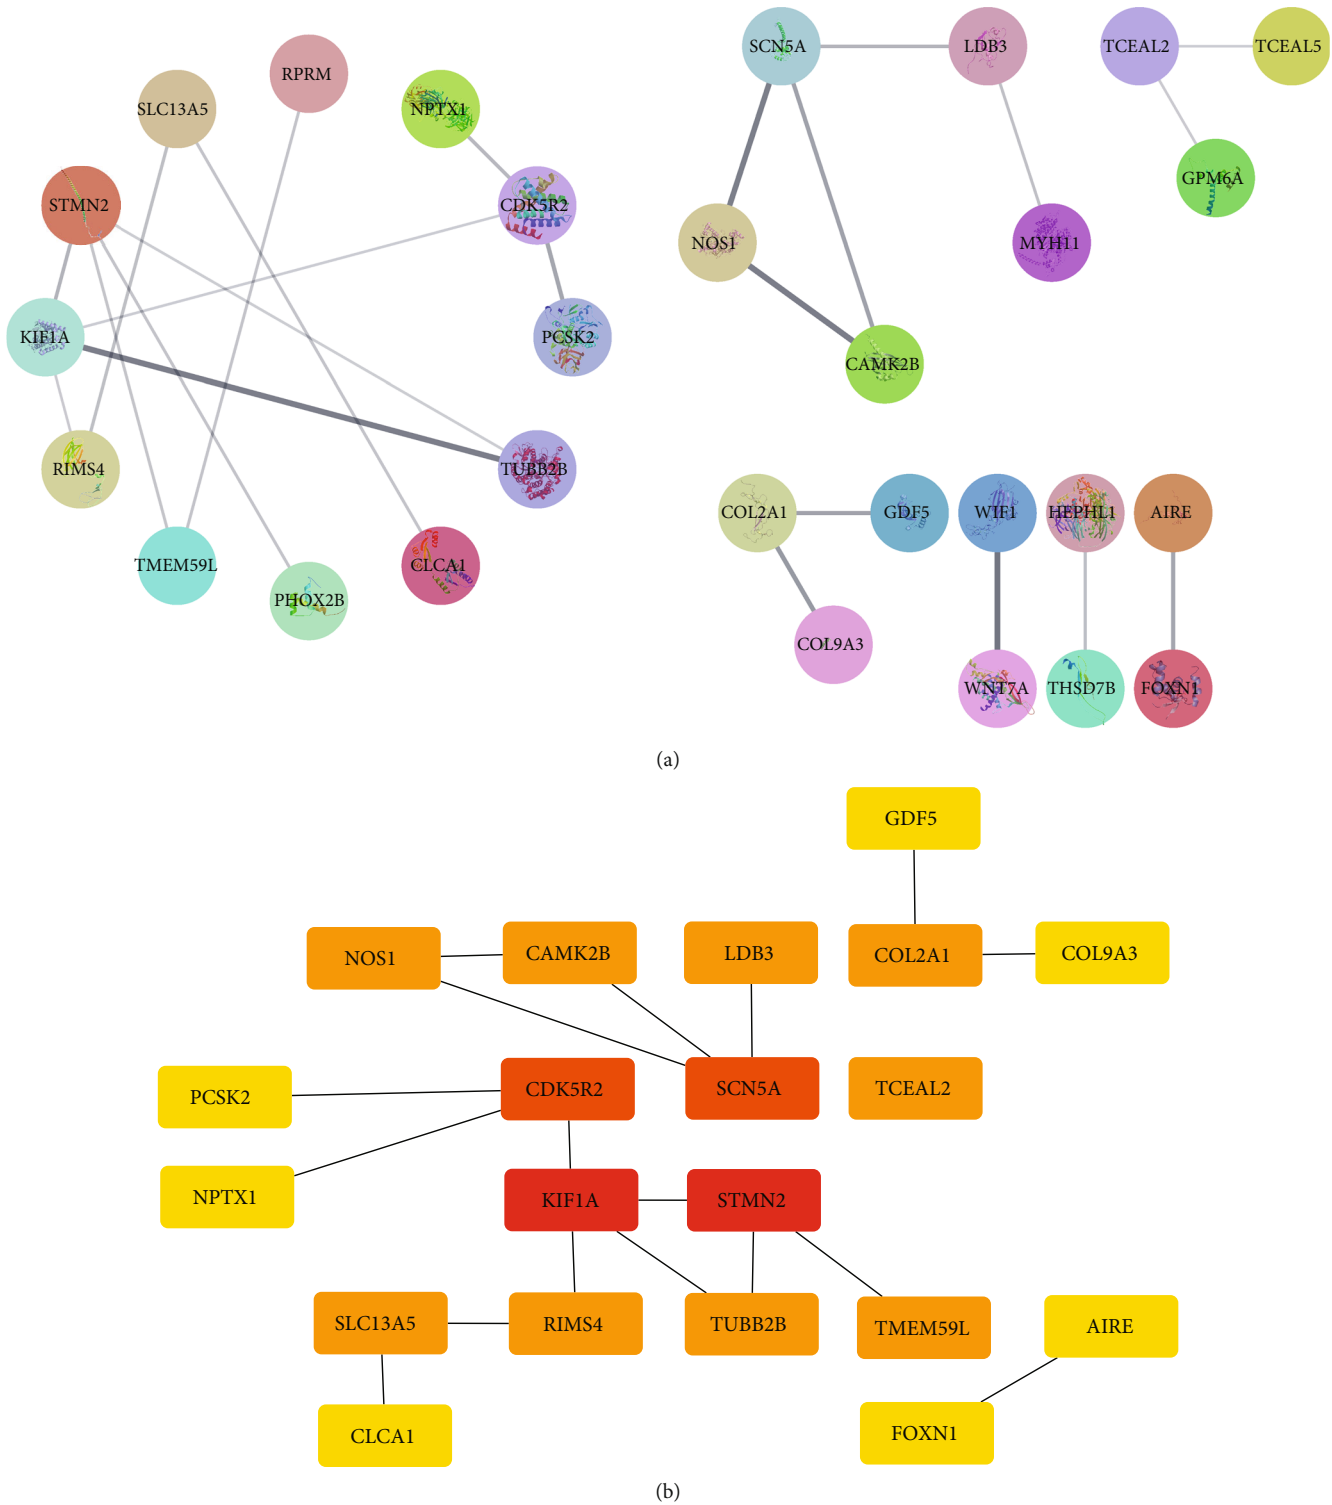 RPRM
SLC13A5
NPTX1
STMN2
CDK5R2
KIF1A
PCSK2
RIMS4
TUBB2B
TMEM59L
CLCA1
PHOX2B
SCN5A
LDB3
TCEAL2
TCEAL5
GPM6A
NOS1
MYH11
CAMK2B
COL2A1
GDF5
WIF1
HEPHL1
AIRE
COL9A3
WNT7A
THSD7B
FOXN1
(a)
GDF5
NOS1
CAMK2B
LDB3
COL2A1
COL9A3
PCSK2
CDK5R2
SCN5A
TCEAL2
NPTX1
KIF1A
STMN2
SLC13A5
RIMS4
TUBB2B
TMEM59L
AIRE
CLCA1
FOXN1
(b)